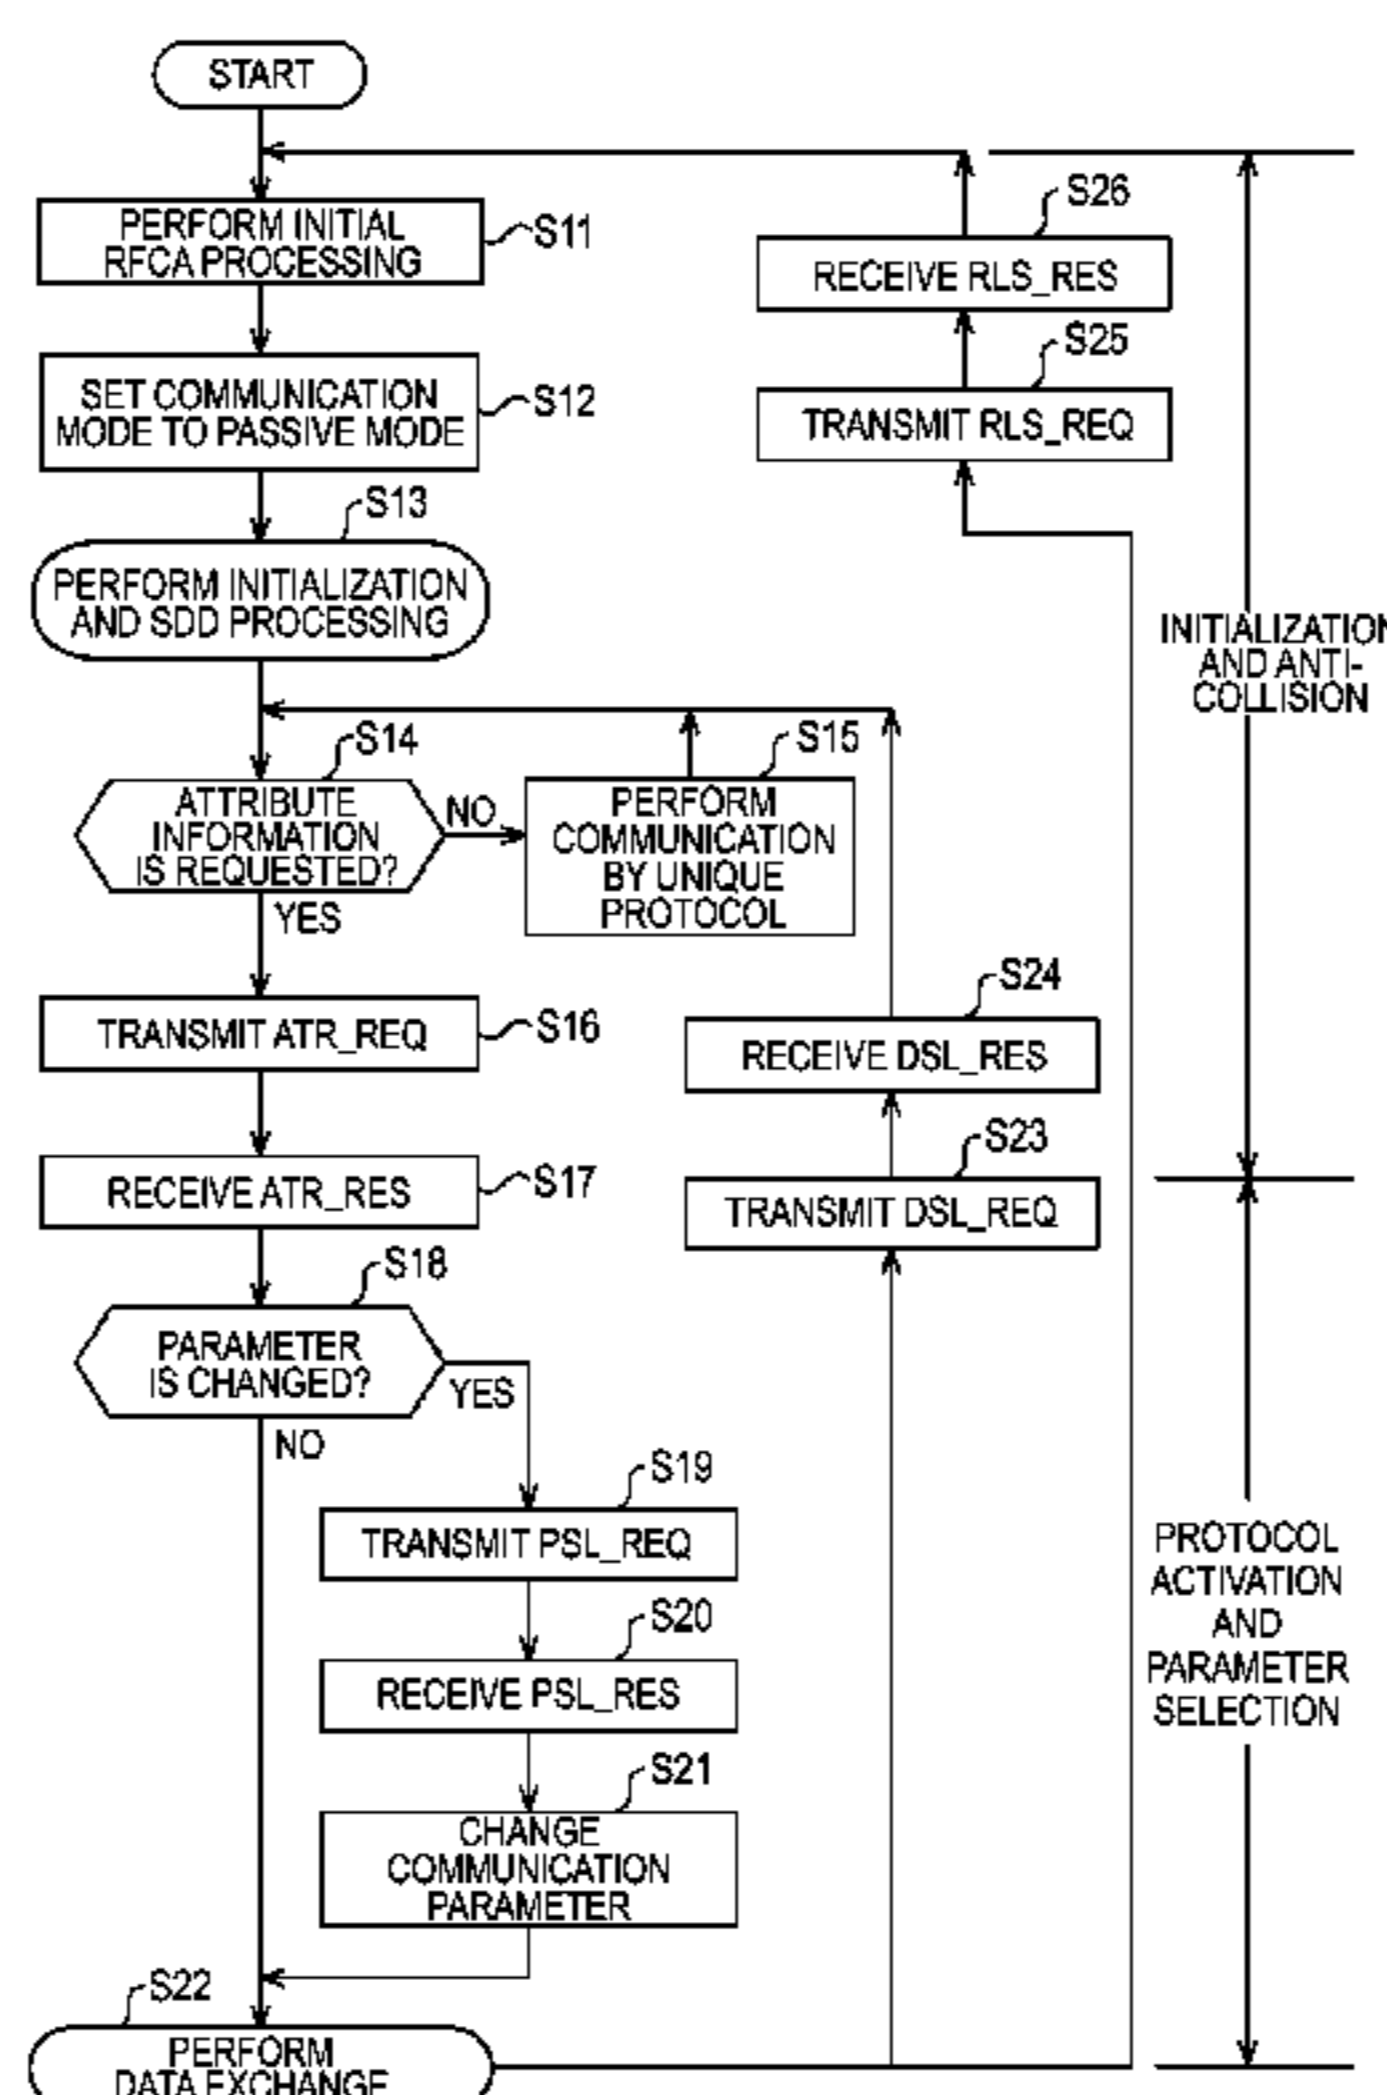 START
PERFORM INITIAL
RFCA PROCESSING
S11
SET COMMUNICATION
MODE TO PASSIVE MODE
S12
S13
PERFORM INITIALIZATION
AND SDD PROCESSING
S14
ATTRIBUTE
INFORMATION
IS REQUESTED?
NO
YES
S15
PERFORM
COMMUNICATION
BY UNIQUE
PROTOCOL
TRANSMIT ATR_REQ
S16
RECEIVE ATR_RES
S17
S18
PARAMETER
IS CHANGED?
YES
NO
S19
TRANSMIT PSL_REQ
S20
RECEIVE PSL_RES
S21
CHANGE
COMMUNICATION
PARAMETER
S22
PERFORM
DATA EXCHANGE
S24
RECEIVE DSL_RES
S23
TRANSMIT DSL_REQ
S26
RECEIVE RLS_RES
S25
TRANSMIT RLS_REQ
INITIALIZATION
AND ANTI-
COLLISION
PROTOCOL
ACTIVATION
AND
PARAMETER
SELECTION